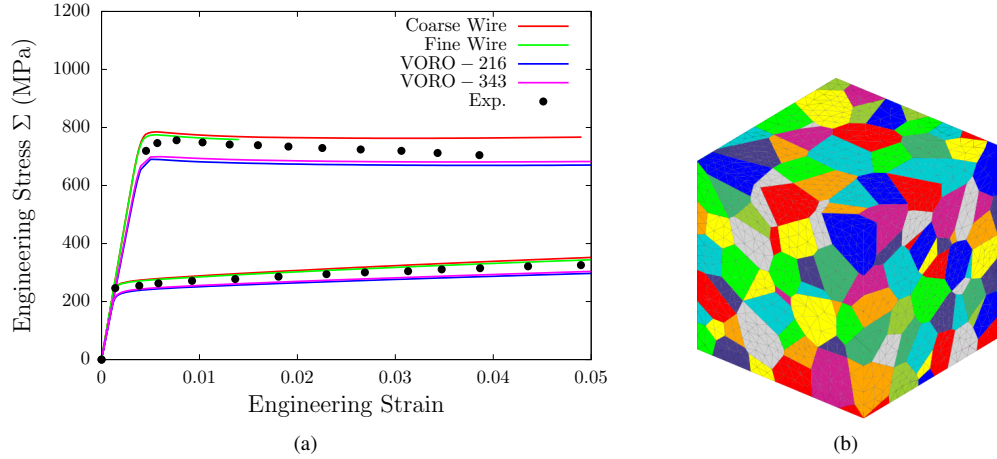 1200
1000
800
600
400
200
0
Engineering Stress Σ (MPa)
Coarse Wire
Fine Wire
VORO − 216
VORO − 343
Exp.
0 0.01 0.02 0.03 0.04 0.05
Engineering Strain
(a)
(b)